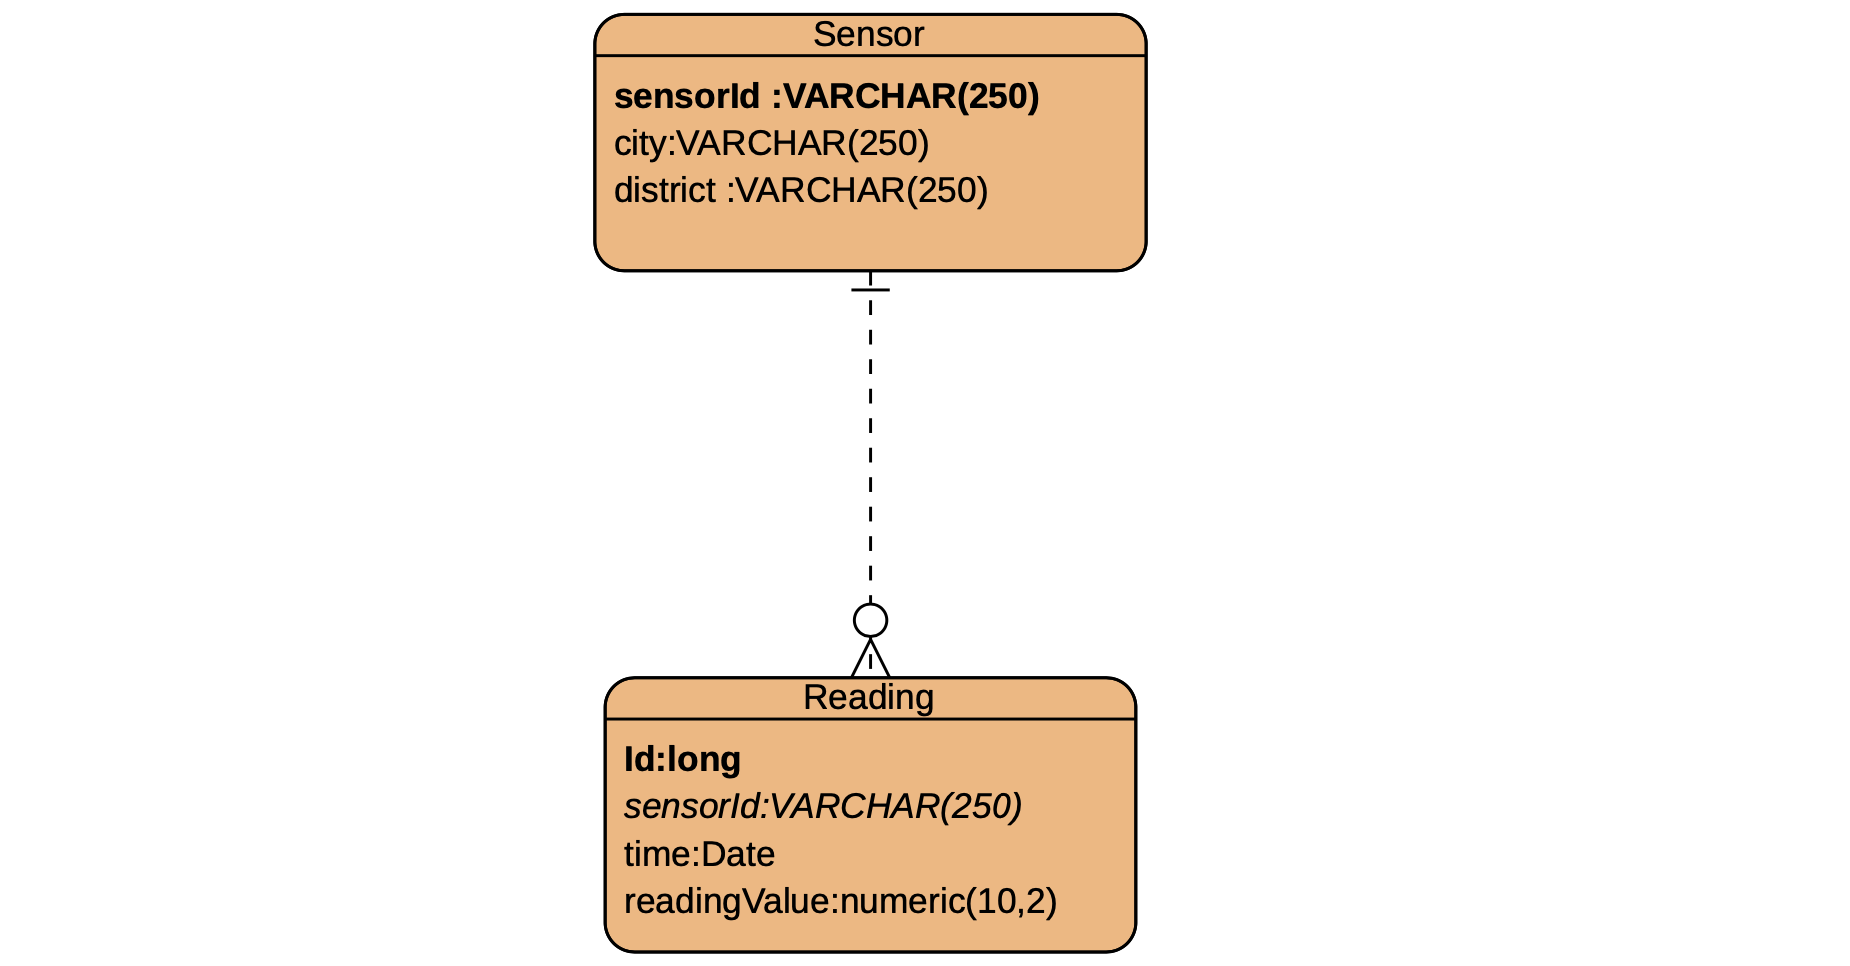 Sensor
sensorId :VARCHAR(250)
city:VARCHAR(250)
district :VARCHAR(250)
Reading
Id:long
sensorId:VARCHAR(250)
time:Date
readingValue:numeric(10,2)